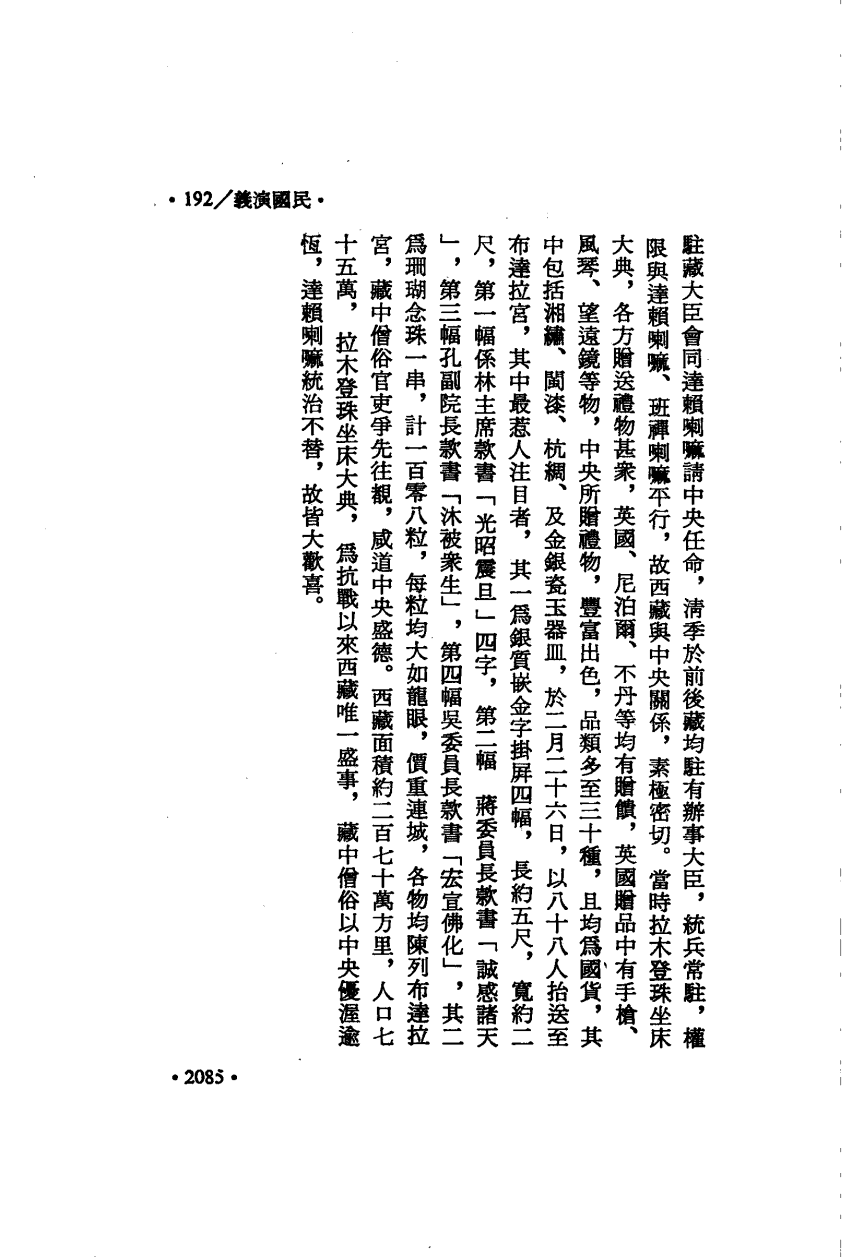 •192/義演國民•
駐藏大臣會同達賴喇嘛請中央任命，清季於前後藏均駐有辦事大臣，統兵常駐，權
限與達賴喇嘛、班禪喇嘛平行，故西藏與中央關係，素極密切。當時拉木登珠坐床
大典，各方贈送禮物甚衆，英國、尼泊爾、不丹等均有贈饋，英國贈品中有手槍、
風琴、望遠鏡等物，中央所贈禮物，豐富出色，品類多至三十種，且均爲國貨，其
中包括湘繡、閩漆、杭綢、及金銀瓷玉器皿，於二月二十六日，以八十八人抬送至
布達拉宮，其中最惹人注目者，其一爲銀質嵌金字掛屏四幅，長約五尺，寬約二
尺，第一幅係林主席款書「光昭震旦」四字，第二幅　蔣委員長款書「誠感諸天
」，第三幅孔副院長款書「沐被衆生」，第四幅吳委員長款書「宏宣佛化」，其二
爲珊瑚念珠一串，計一百零八粒，每粒均大如龍眼，價重連城，各物均陳列布達拉
宮，藏中僧俗官吏爭先往觀，咸道中央盛德。西藏面積約二百七十萬方里，人口七
十五萬，拉木登珠坐床大典，爲抗戰以來西藏唯一盛事，藏中僧俗以中央優渥逾
恆，達賴喇嘛統治不替，故皆大歡喜。
•2085•